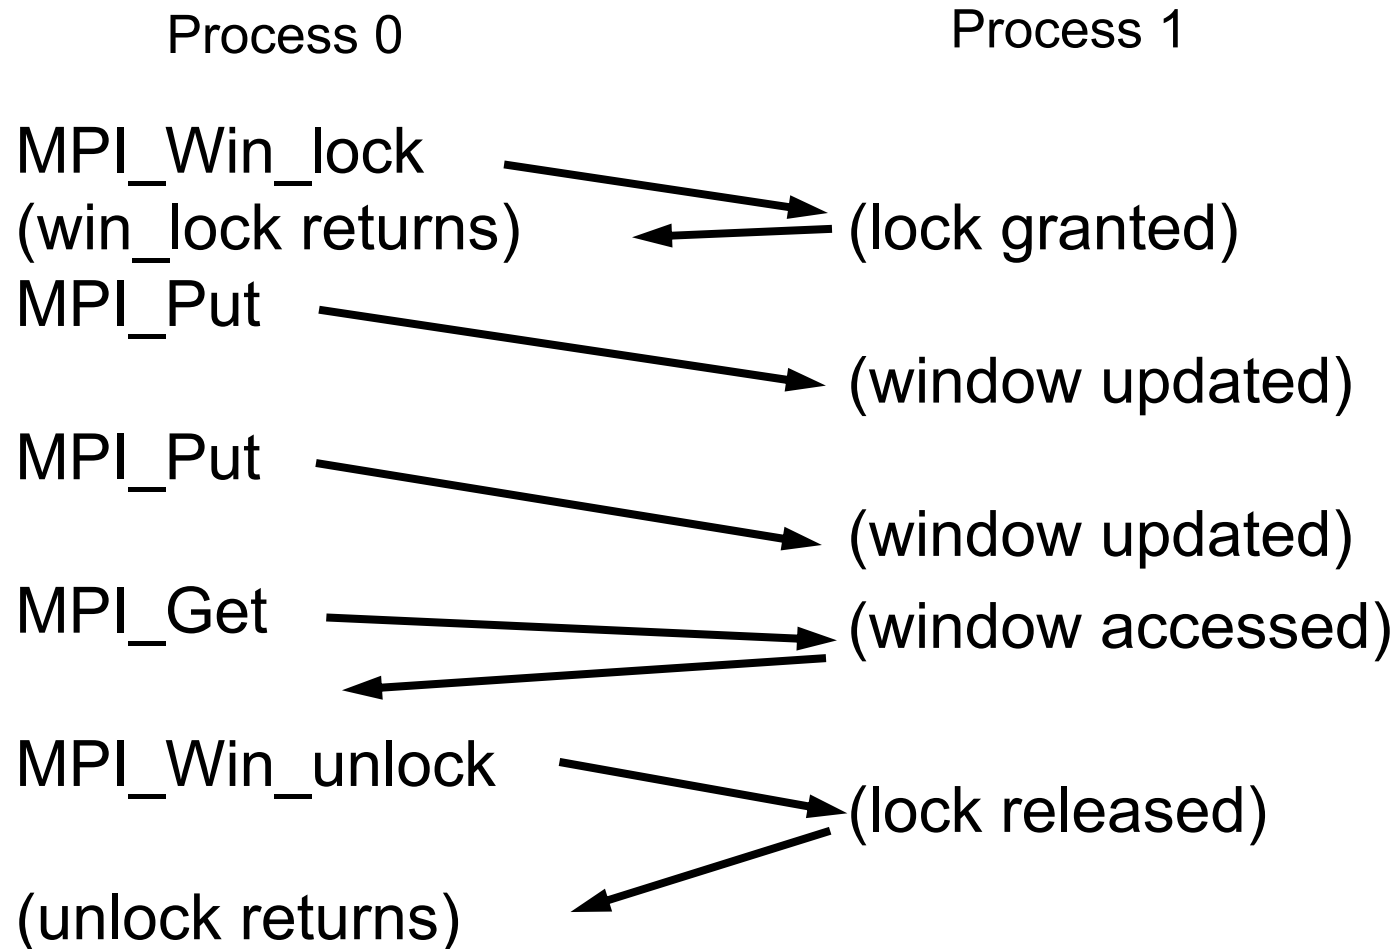 Process 0
Process 1
MPI_Win_lock
(win_lock returns)
(lock granted)
MPI_Put
(window updated)
MPI_Put
(window updated)
MPI_Get
(window accessed)
MPI_Win_unlock
(lock released)
(unlock returns)